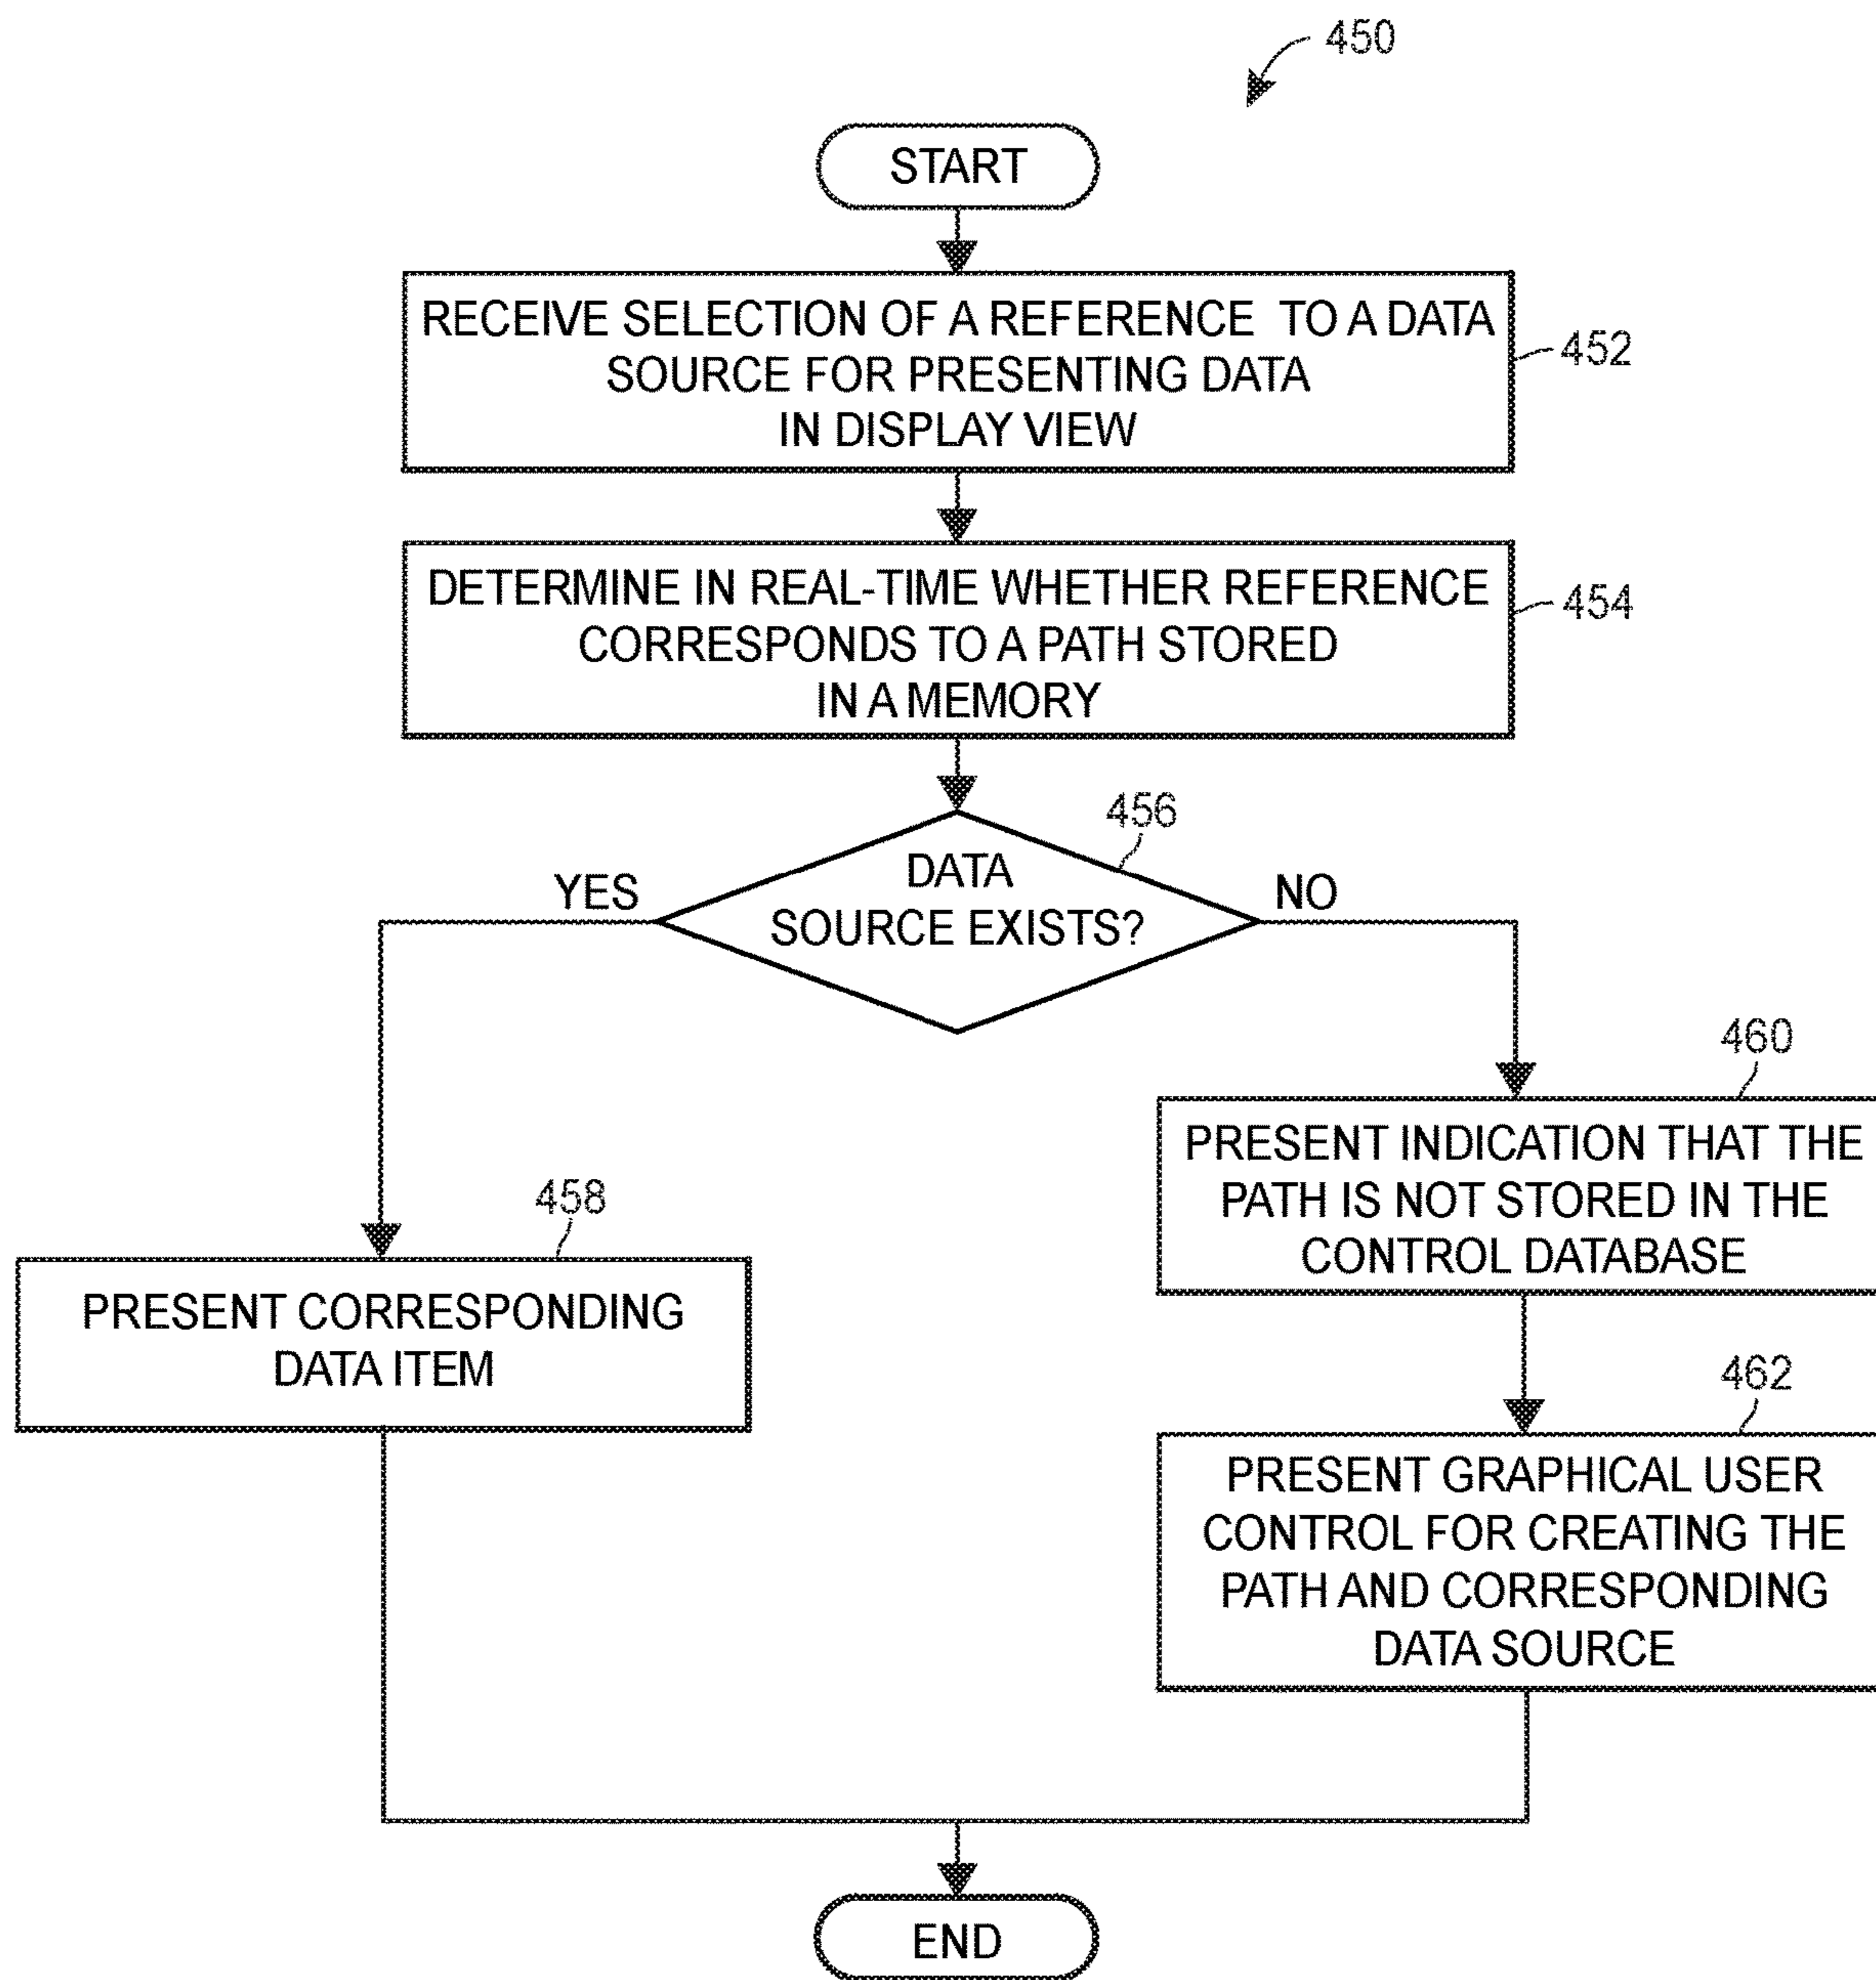 450
START
RECEIVE SELECTION OF A REFERENCE TO A DATA
SOURCE FOR PRESENTING DATA
IN DISPLAY VIEW
452
DETERMINE IN REAL-TIME WHETHER REFERENCE
CORRESPONDS TO A PATH STORED
IN A MEMORY
454
456
DATA
SOURCE EXISTS?
YES
NO
460
PRESENT INDICATION THAT THE
PATH IS NOT STORED IN THE
CONTROL DATABASE
458
PRESENT CORRESPONDING
DATA ITEM
462
PRESENT GRAPHICAL USER
CONTROL FOR CREATING THE
PATH AND CORRESPONDING
DATA SOURCE
END